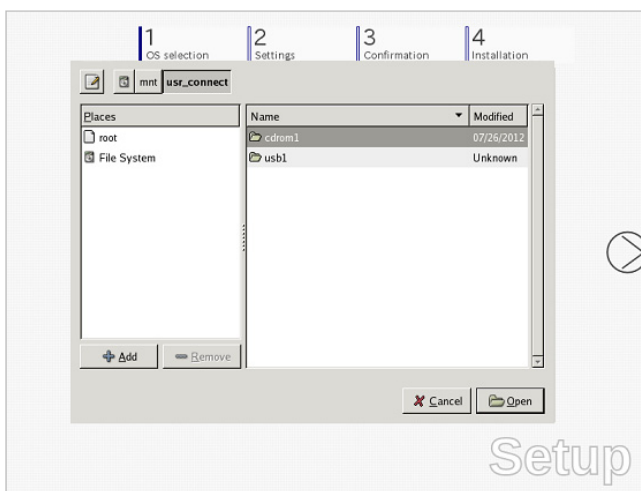 1 2 3 4
OS selection Settings Confirmation Installation
mnt usr_connect
Places Name Modified
root cdrom1 07/26/2012
File System usb1 Unknown
Add Remove
Cancel Open
Setup